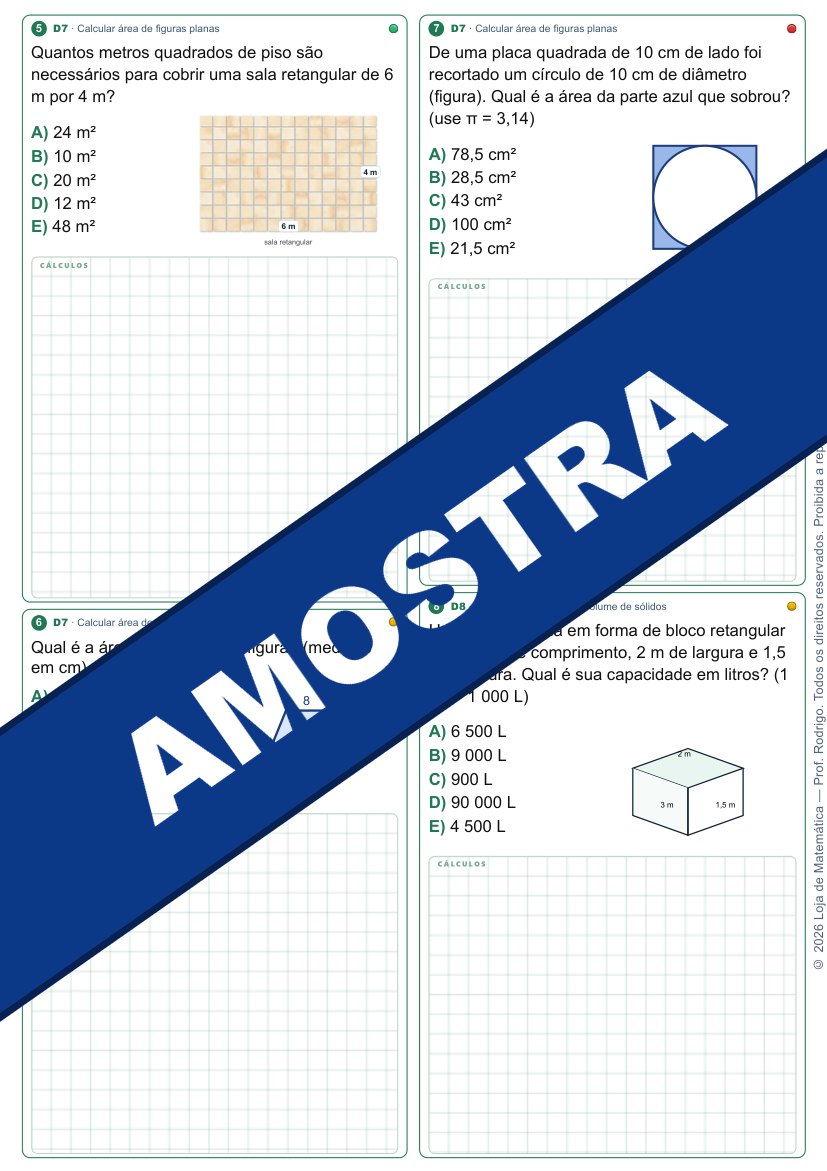 5 D7 · Calcular área de figuras planas
Quantos metros quadrados de piso são
necessários para cobrir uma sala retangular de 6
m por 4 m?
A) 24 m²
B) 10 m²
C) 20 m²
D) 12 m²
E) 48 m²
4 m
6 m
sala retangular
CÁLCULOS
6 D7 · Calcular área
Qual é a
em cm)
8
7 D7 · Calcular área de figuras planas
De uma placa quadrada de 10 cm de lado foi
recortado um círculo de 10 cm de diâmetro
(figura). Qual é a área da parte azul que sobrou?
(use π = 3,14)
A) 78,5 cm²
B) 28,5 cm²
C) 43 cm²
D) 100 cm²
E) 21,5 cm²
CÁLCULOS
8 D8 volume de sólidos
em forma de bloco retangular
comprimento, 2 m de largura e 1,5
Qual é sua capacidade em litros? (1
1 000 L)
A) 6 500 L
B) 9 000 L
C) 900 L
D) 90 000 L
E) 4 500 L
2 m
3 m
1,5 m
CÁLCULOS
AMOSTRA
© 2026 Loja de Matemática — Prof. Rodrigo. Todos os direitos reservados. Proibida a